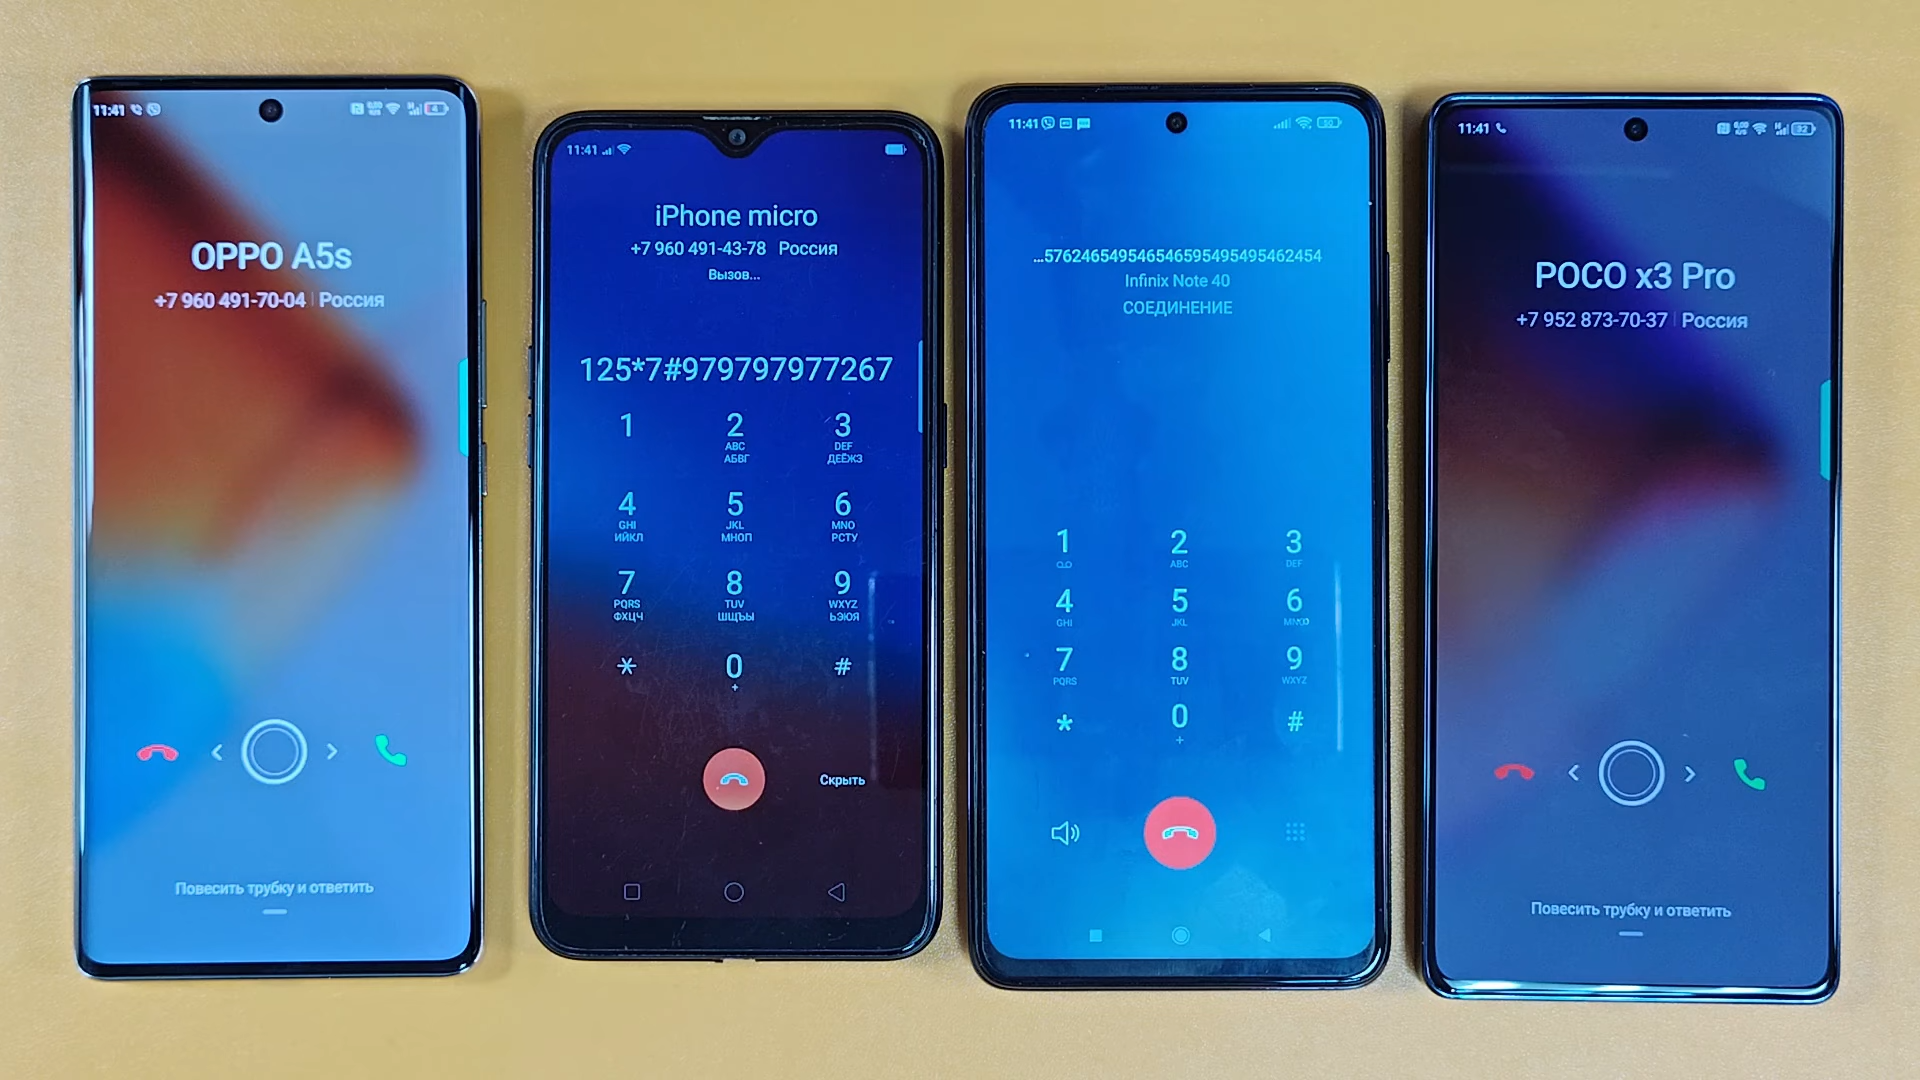 11:41
OPPO A5s
+7 960 491-70-04 | Россия
Повесить трубку и ответить
11:41
iPhone micro
+7 960 491-43-78 Россия
Вызов...
125*7#979797977267
1 2 3
ABC DEF
АБВГ ДЕЁЖЗ
4 5 6
GHI JKL MNO
ИЙКЛ МНОП РСТУ
7 8 9
PQRS TUV WXYZ
ФХЦЧ ШЩЪЫ ЬЭЮЯ
* 0 #
+
Скрыть
11:41
...5762465495465465954954954 62454
Infinix Note 40
СОЕДИНЕНИЕ
1 2 3
ABC DEF
4 5 6
GHI JKL MNO
7 8 9
PQRS TUV WXYZ
* 0 #
+
11:41 32
POCO x3 Pro
+7 952 873-70-37 | Россия
Повесить трубку и ответить